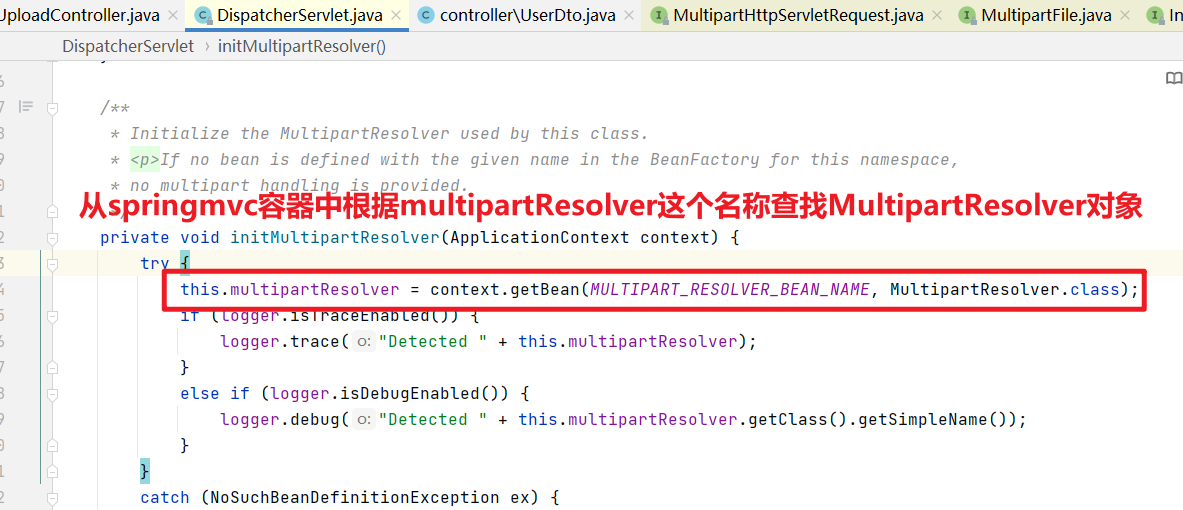 UploadController.java × DispatcherServlet.java × controller\UserDto.java × MultipartHttpServletRequest.java × MultipartFile.java × In
DispatcherServlet › initMultipartResolver()
/**
* Initialize the MultipartResolver used by this class.
* <p>If no bean is defined with the given name in the BeanFactory for this namespace,
* no multipart handling is provided.
从springmvc容器中根据multipartResolver这个名称查找MultipartResolver对象
private void initMultipartResolver(ApplicationContext context) {
try {
this.multipartResolver = context.getBean(MULTIPART_RESOLVER_BEAN_NAME, MultipartResolver.class);
if (logger.isTraceEnabled()) {
logger.trace( o: "Detected " + this.multipartResolver);
}
else if (logger.isDebugEnabled()) {
logger.debug( o: "Detected " + this.multipartResolver.getClass().getSimpleName());
}
}
catch (NoSuchBeanDefinitionException ex) {